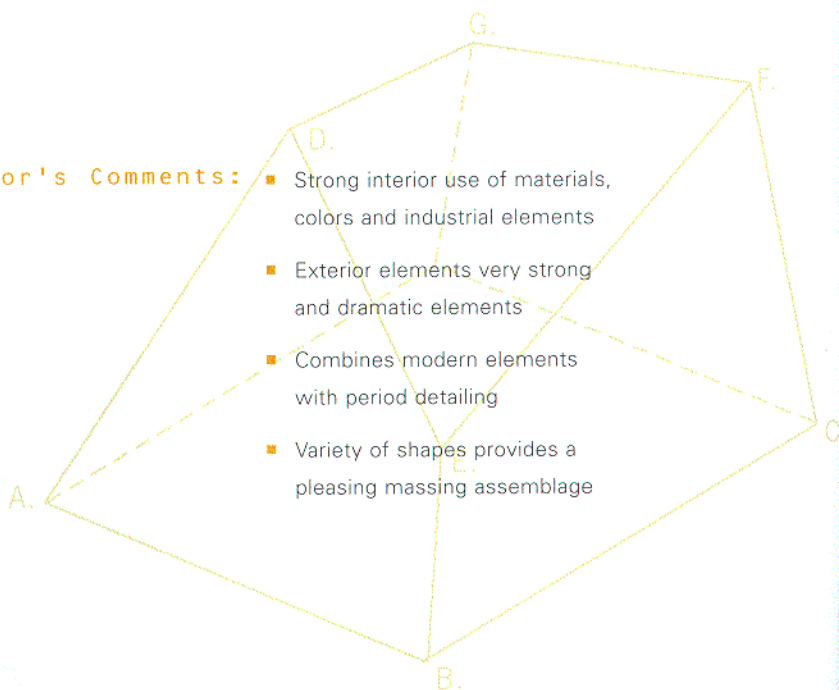 G.
F.
D.
or's Comments:
▪ Strong interior use of materials,
colors and industrial elements
▪ Exterior elements very strong
and dramatic elements
▪ Combines modern elements
with period detailing
▪ Variety of shapes provides a
pleasing massing assemblage
C
E.
A.
B.